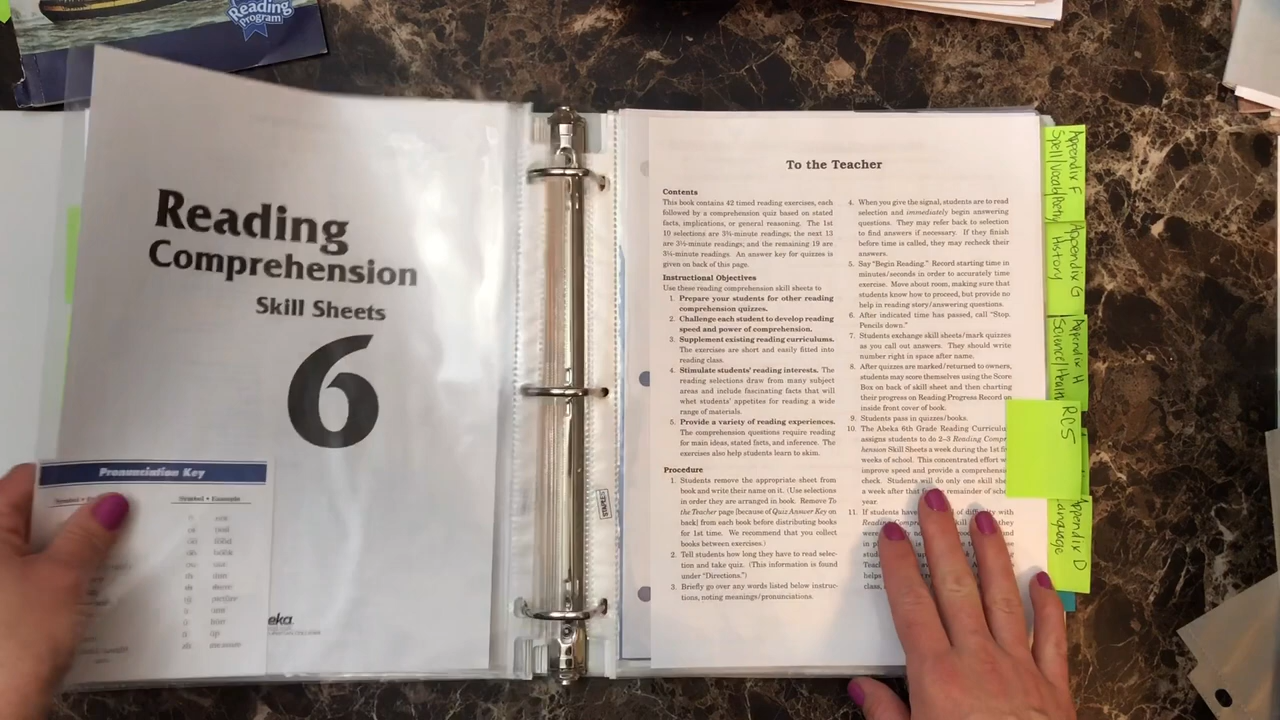 Reading
Program
Reading
Comprehension
Skill Sheets
6
Pronunciation Key
eka
To the Teacher
Contents
This book contains 42 timed reading exercises, each
followed by a comprehension quiz based on stated
facts, implications, or general reasoning. The 1st
10 selections are 3¾-minute readings; the next 13
are 3½-minute readings; and the remaining 19 are
3¼-minute readings. An answer key for quizzes is
given on back of this page.
Instructional Objectives
Use these reading comprehension skill sheets to
1. Prepare your students for other reading
comprehension quizzes.
2. Challenge each student to develop reading
speed and power of comprehension.
3. Supplement existing reading curriculums.
The exercises are short and easily fitted into
reading class.
4. Stimulate students' reading interests. The
reading selections draw from many subject
areas and include fascinating facts that will
whet students' appetites for reading a wide
range of materials.
5. Provide a variety of reading experiences.
The comprehension questions require reading
for main ideas, stated facts, and inference. The
exercises also help students learn to skim.
Procedure
1. Students remove the appropriate sheet from
book and write their name on it. (Use selections
in order they are arranged in book. Remove To
the Teacher page [because of Quiz Answer Key on
back] from each book before distributing books
for 1st time. We recommend that you collect
books between exercises.)
2. Tell students how long they have to read selec-
tion and take quiz. (This information is found
under "Directions.")
3. Briefly go over any words listed below instruc-
tions, noting meanings/pronunciations.
4. When you give the signal, students are to read
selection and immediately begin answering
questions. They may refer back to selection
to find answers if necessary. If they finish
before time is called, they may recheck their
answers.
5. Say "Begin Reading." Record starting time in
minutes/seconds in order to accurately time
exercise. Move about room, making sure that
students know how to proceed, but provide no
help in reading story/answering questions.
6. After indicated time has passed, call "Stop.
Pencils down."
7. Students exchange skill sheets/mark quizzes
as you call out answers. They should write
number right in space after name.
8. After quizzes are marked/returned to owners,
students may score themselves using the Score
Box on back of skill sheet and then charting
their progress on Reading Progress Record on
inside front cover of book.
9. Students pass in quizzes/books.
10. The Abeka 6th Grade Reading Curricul
assigns students to do 2–3 Reading Compr
hension Skill Sheets a week during the 1st
weeks of school. This concentrated effort
improve speed and provide a comprehens
check. Students will do only one skill she
a week after that remainder of scho
year.
11. If students have of with
Reading they
were
in
helps
class,
Appendix F
Spell/Vocab/Poetry
Appendix G
History
Appendix H
Science/Health
RCS
Appendix D
Language